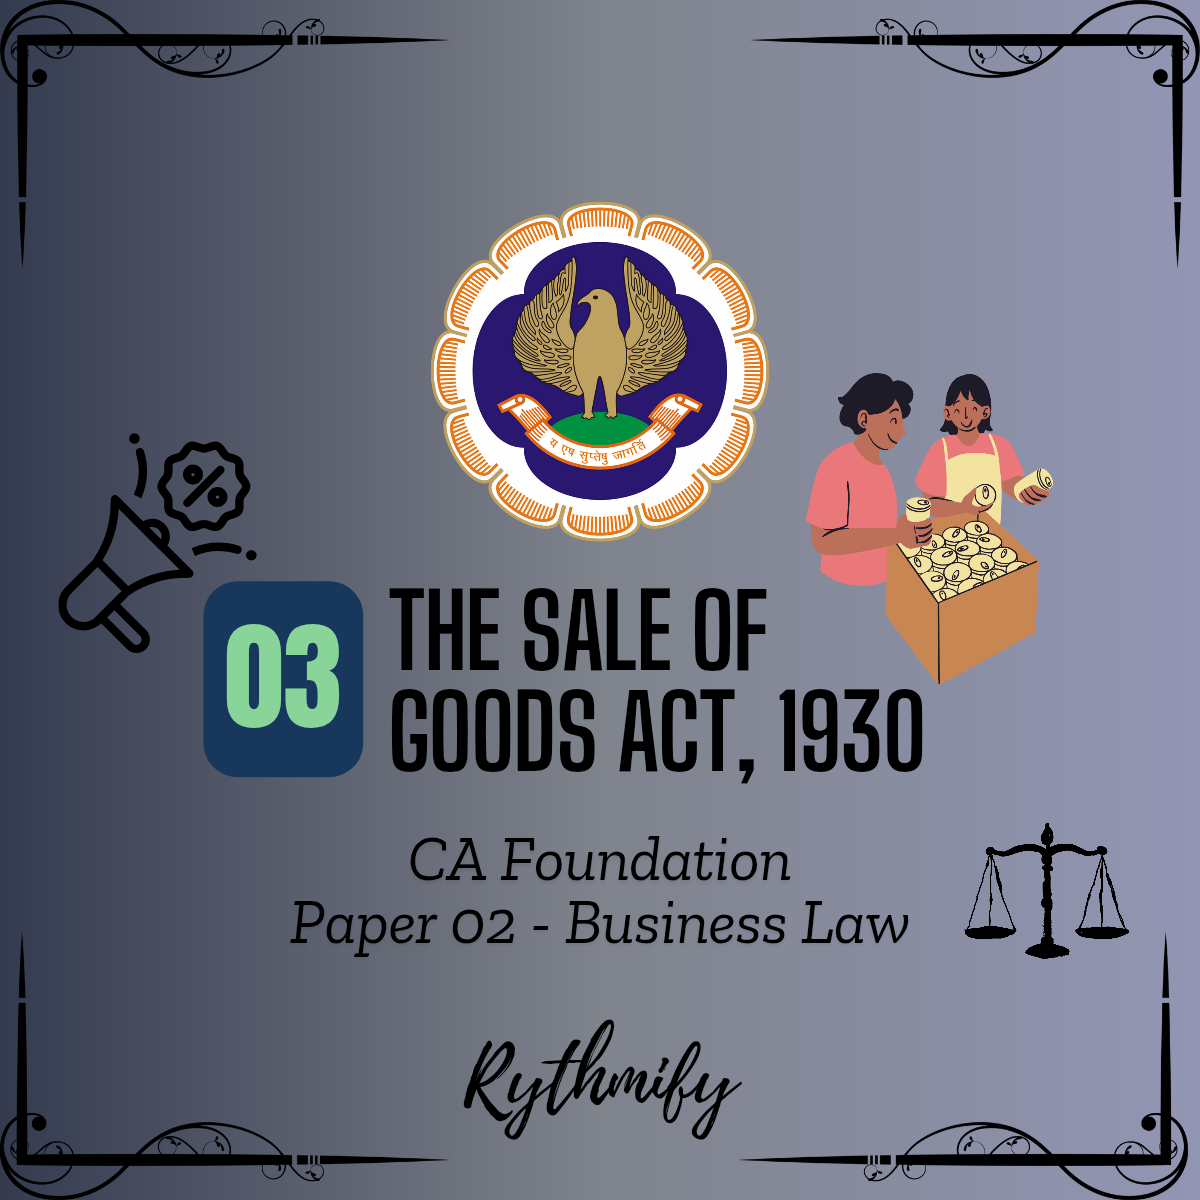 य एष सुप्तेषु जागर्ति
03
THE SALE OF
GOODS ACT, 1930
CA Foundation
Paper 02 - Business Law
Rythmify